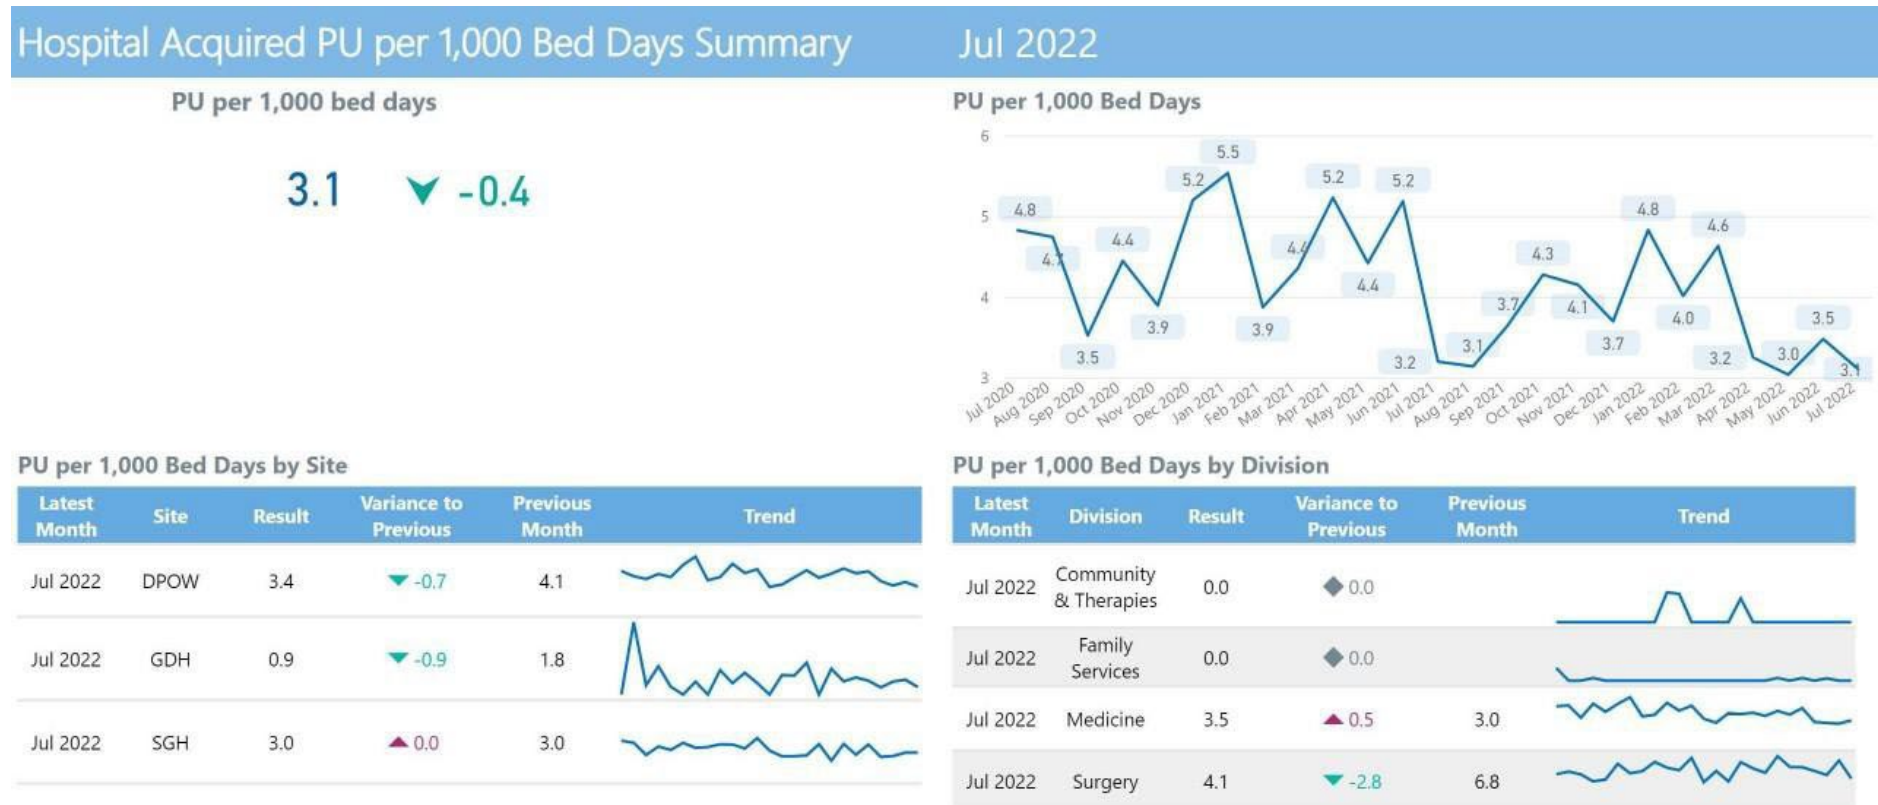 Hospital Acquired PU per 1,000 Bed Days Summary
Jul 2022
PU per 1,000 bed days
3.1 -0.4
PU per 1,000 Bed Days
6
5
4
3
4.8
4.7
3.5
4.4
3.9
5.2
5.5
3.9
4.4
5.2
4.4
5.2
3.2
3.1
3.7
4.3
4.1
3.7
4.8
4.0
4.6
3.2
3.0
3.5
3.1
Jul 2020
Aug 2020
Sep 2020
Oct 2020
Nov 2020
Dec 2020
Jan 2021
Feb 2021
Mar 2021
Apr 2021
May 2021
Jun 2021
Jul 2021
Aug 2021
Sep 2021
Oct 2021
Nov 2021
Dec 2021
Jan 2022
Feb 2022
Mar 2022
Apr 2022
May 2022
Jun 2022
Jul 2022
PU per 1,000 Bed Days by Site
Latest Month Site Result Variance to Previous Previous Month Trend
Jul 2022 DPOW 3.4 -0.7 4.1
Jul 2022 GDH 0.9 -0.9 1.8
Jul 2022 SGH 3.0 0.0 3.0
PU per 1,000 Bed Days by Division
Latest Month Division Result Variance to Previous Previous Month Trend
Jul 2022 Community & Therapies 0.0 0.0
Jul 2022 Family Services 0.0 0.0
Jul 2022 Medicine 3.5 0.5 3.0
Jul 2022 Surgery 4.1 -2.8 6.8